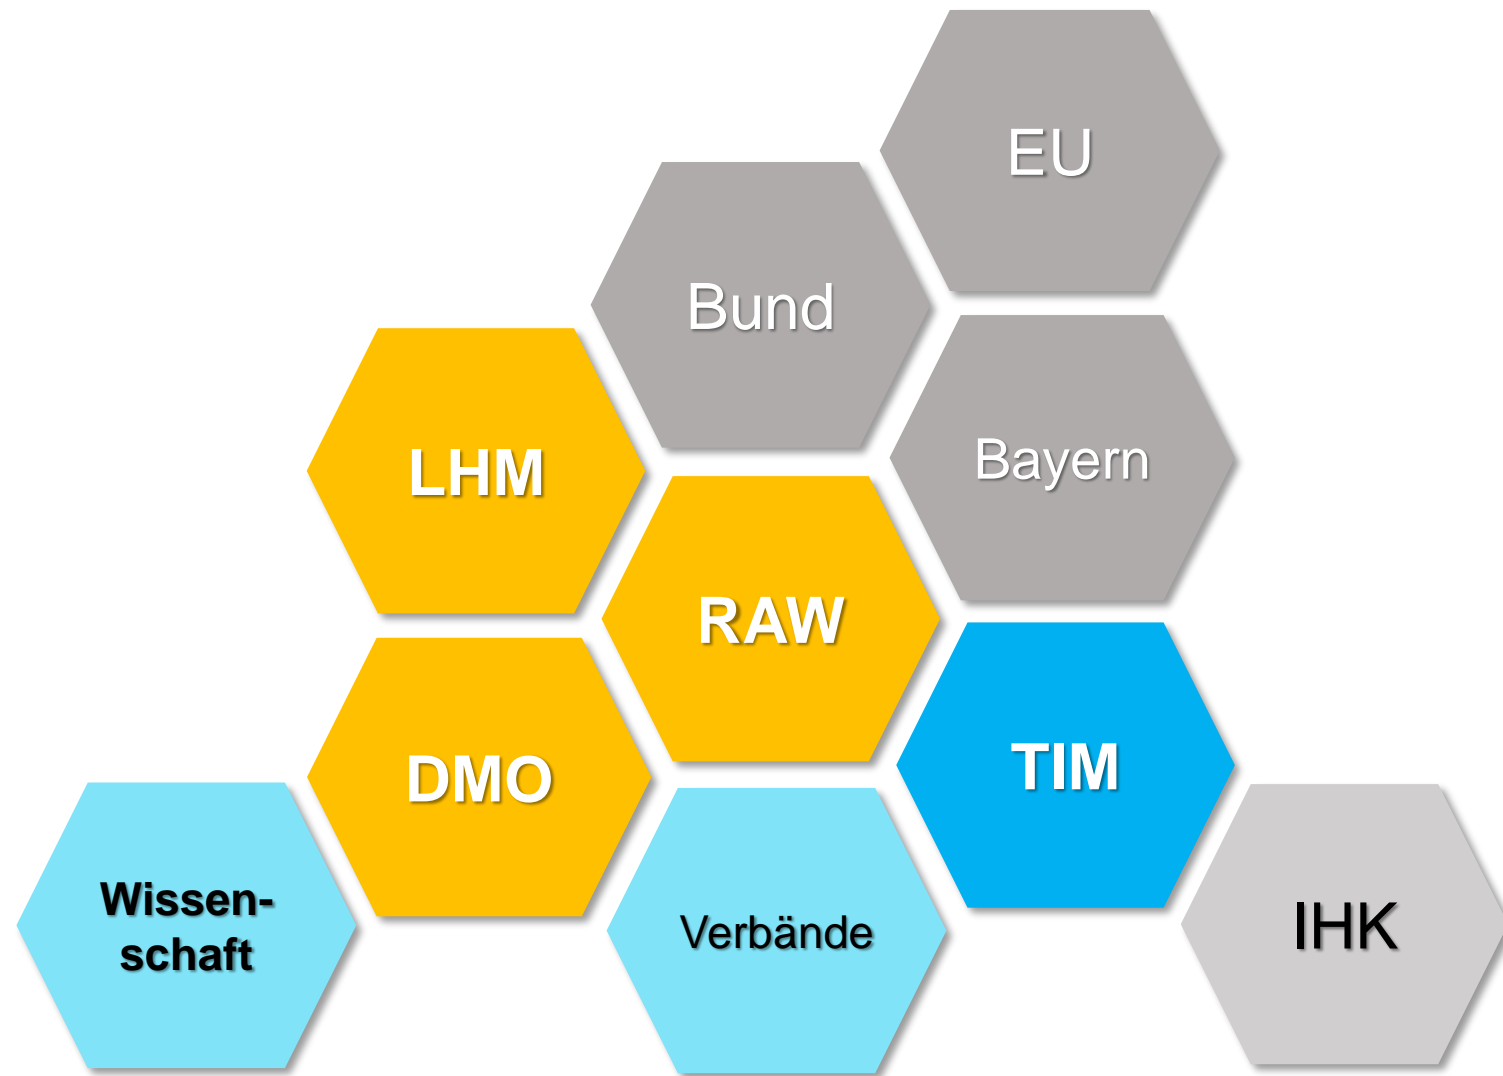 EU
Bund
LHM
Bayern
RAW
DMO
TIM
Wissen-
schaft
Verbände
IHK